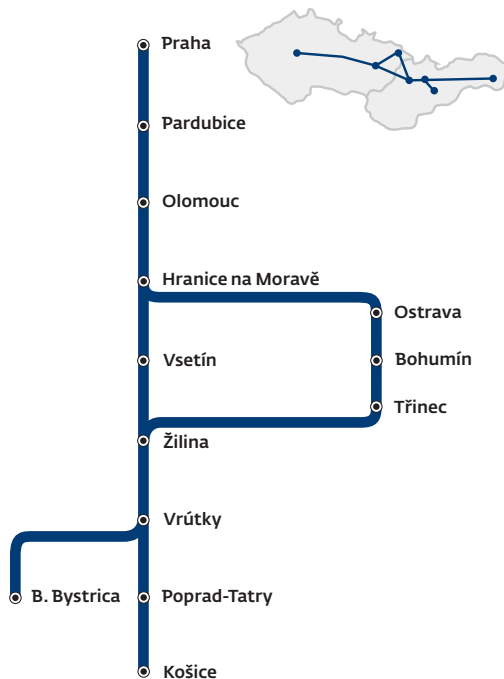 Praha
Pardubice
Olomouc
Hranice na Moravě
Ostrava
Vsetín
Bohumín
Třinec
Žilina
Vrútky
B. Bystrica
Poprad-Tatry
Košice